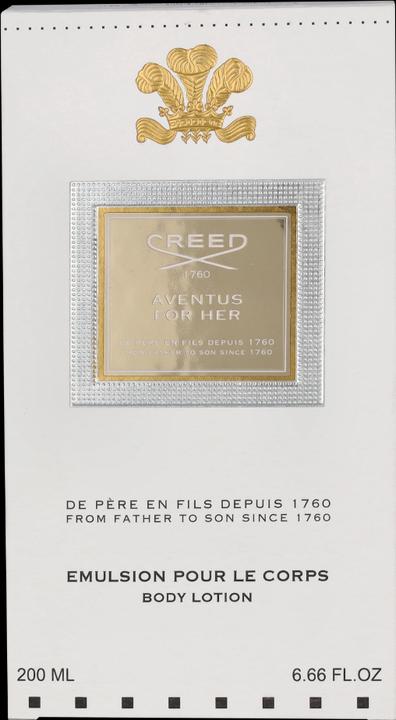 CREED
1760
AVENTUS
FOR HER
DE PÈRE EN FILS DEPUIS 1760
FROM FATHER TO SON SINCE 1760
DE PÈRE EN FILS DEPUIS 1760
FROM FATHER TO SON SINCE 1760
EMULSION POUR LE CORPS
BODY LOTION
200 ML 6.66 FL.OZ